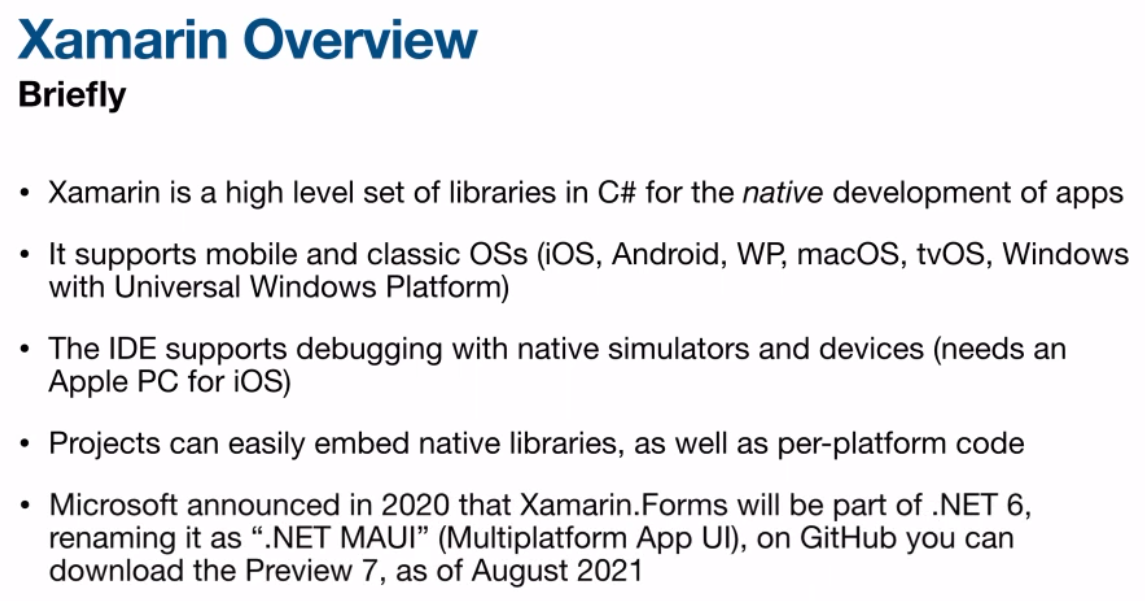 Xamarin Overview
Briefly
• Xamarin is a high level set of libraries in C# for the native development of apps
• It supports mobile and classic OSs (iOS, Android, WP, macOS, tvOS, Windows
with Universal Windows Platform)
• The IDE supports debugging with native simulators and devices (needs an
Apple PC for iOS)
• Projects can easily embed native libraries, as well as per-platform code
• Microsoft announced in 2020 that Xamarin.Forms will be part of .NET 6,
renaming it as “.NET MAUI” (Multiplatform App UI), on GitHub you can
download the Preview 7, as of August 2021